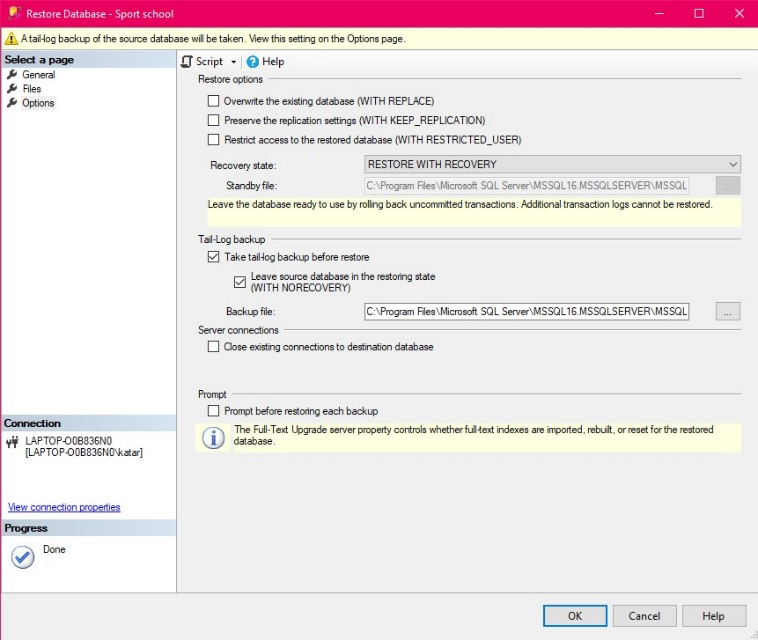 Restore Database - Sport school
A tail-log backup of the source database will be taken. View this setting on the Options page.
Select a page
General
Files
Options
Script
Help
Restore options
Overwrite the existing database (WITH REPLACE)
Preserve the replication settings (WITH KEEP_REPLICATION)
Restrict access to the restored database (WITH RESTRICTED_USER)
Recovery state:
RESTORE WITH RECOVERY
Standby file:
C:\Program Files\Microsoft SQL Server\MSSQL16.MSSQLSERVER\MSSQL
...
Leave the database ready to use by rolling back uncommitted transactions. Additional transaction logs cannot be restored.
Tail-Log backup
Take tail-log backup before restore
Leave source database in the restoring state
(WITH NORECOVERY)
Backup file:
C:\Program Files\Microsoft SQL Server\MSSQL16.MSSQLSERVER\MSSQL
...
Server connections
Close existing connections to destination database
Prompt
Prompt before restoring each backup
The Full-Text Upgrade server property controls whether full-text indexes are imported, rebuilt, or reset for the restored
database.
Connection
LAPTOP-O0B836N0
[LAPTOP-O0B836N0\katar]
View connection properties
Progress
Done
OK
Cancel
Help